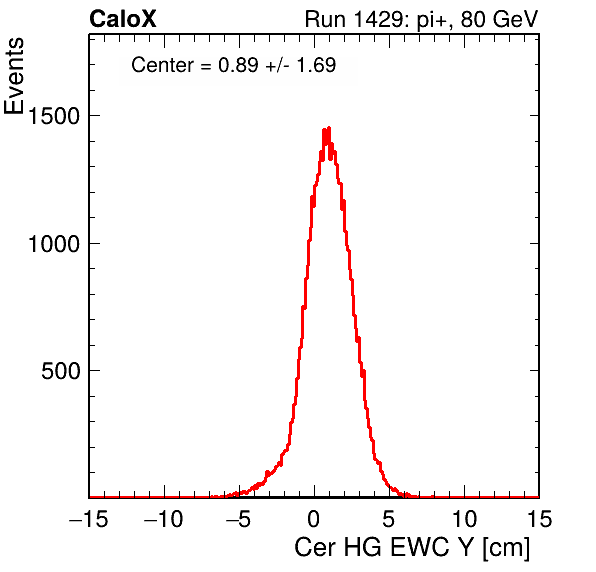 CaloX Run 1429: pi+, 80 GeV
Center = 0.89 +/- 1.69
Events
1500
1000
500
−15 −10 −5 0 5 10 15
Cer HG EWC Y [cm]